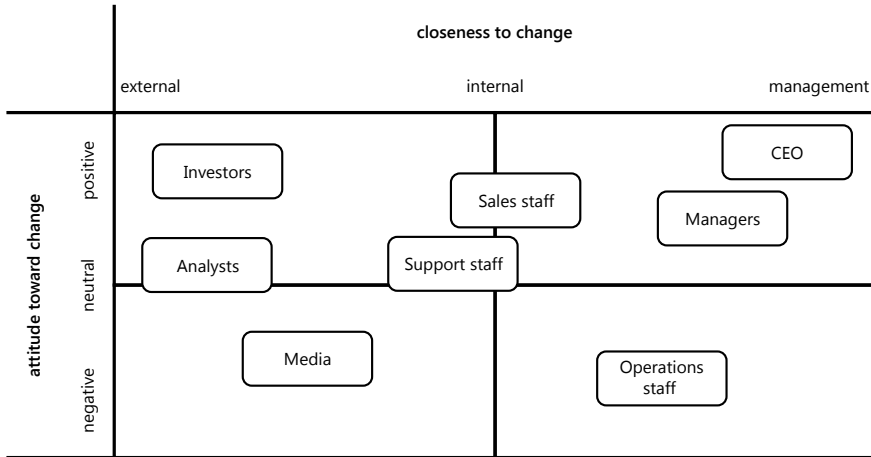 closeness to change
external
internal
management
attitude toward change
positive
neutral
negative
Investors
CEO
Sales staff
Managers
Analysts
Support staff
Media
Operations
staff